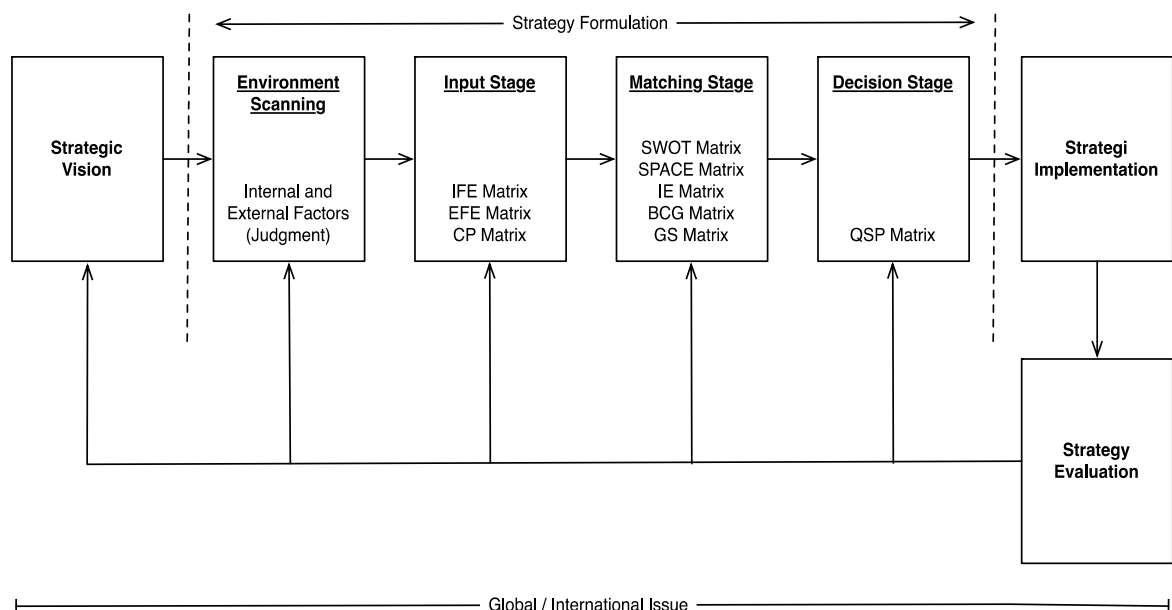 Strategy Formulation
Strategic
Vision
Environment
Scanning
Internal and
External Factors
(Judgment)
Input Stage
IFE Matrix
EFE Matrix
CP Matrix
Matching Stage
SWOT Matrix
SPACE Matrix
IE Matrix
BCG Matrix
GS Matrix
Decision Stage
QSP Matrix
Strategi
Implementation
Strategy
Evaluation
Global / International Issue